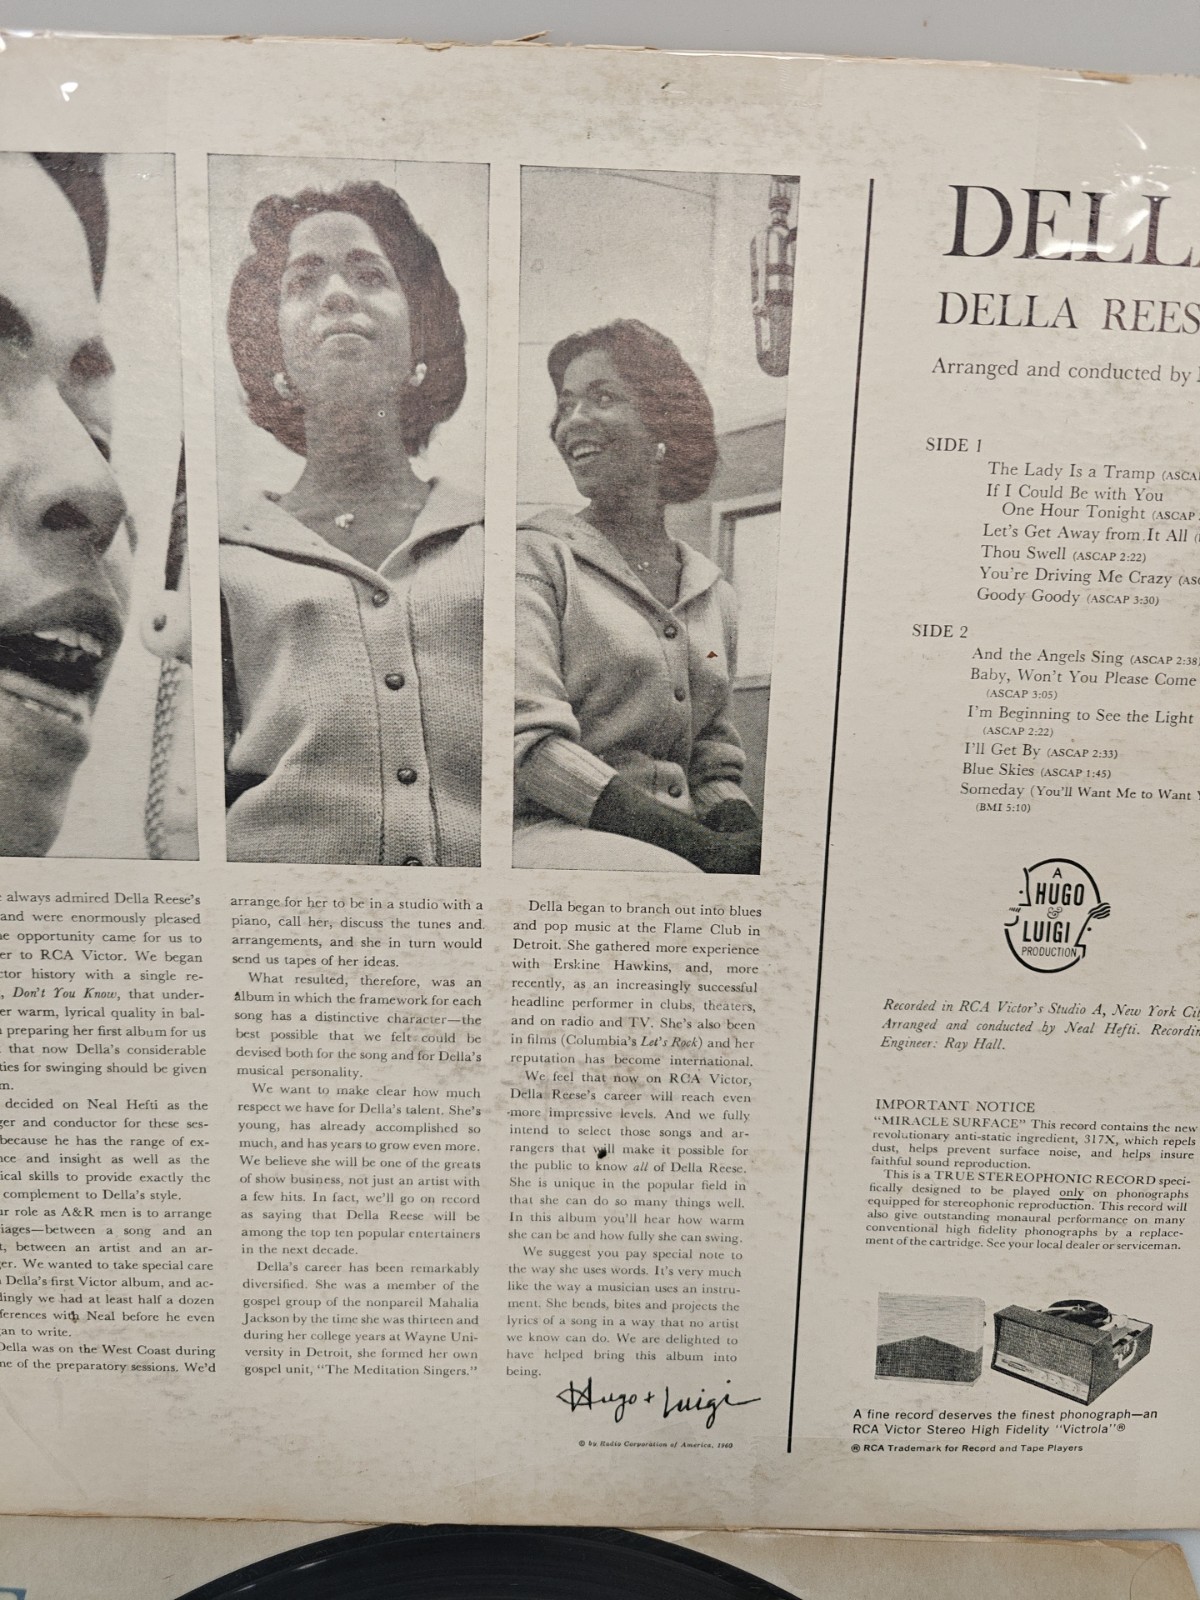 always admired Della Reese's
and were enormously pleased
opportunity came for us to
to RCA Victor. We began
history with a single re-
Don't You Know, that under-
warm, lyrical quality in bal-
preparing her first album for us
that now Della's considerable
for swinging should be given
decided on Neal Hefti as the
and conductor for these ses-
because he has the range of ex-
and insight as well as the
skills to provide exactly the
complement to Della's style.
role as A&R men is to arrange
between a song and an
between an artist and an ar-
We wanted to take special care
Della's first Victor album, and ac-
we had at least half a dozen
with Neal before he even
to write.
Della was on the West Coast during
of the preparatory sessions. We'd
arrange for her to be in a studio with a
piano, call her, discuss the tunes and
arrangements, and she in turn would
send us tapes of her ideas.
What resulted, therefore, was an
album in which the framework for each
song has a distinctive character—the
best possible that we felt could be
devised both for the song and for Della's
musical personality.
We want to make clear how much
respect we have for Della's talent. She's
young, has already accomplished so
much, and has years to grow even more.
We believe she will be one of the greats
of show business, not just an artist with
a few hits. In fact, we'll go on record
as saying that Della Reese will be
among the top ten popular entertainers
in the next decade.
Della's career has been remarkably
diversified. She was a member of the
gospel group of the nonpareil Mahalia
Jackson by the time she was thirteen and
during her college years at Wayne Uni-
versity in Detroit, she formed her own
gospel unit, "The Meditation Singers."
Della began to branch out into blues
and pop music at the Flame Club in
Detroit. She gathered more experience
with Erskine Hawkins, and, more
recently, as an increasingly successful
headline performer in clubs, theaters,
and on radio and TV. She's also been
in films (Columbia's Let's Rock) and her
reputation has become international.
We feel that now on RCA Victor,
Della Reese's career will reach even
more impressive levels. And we fully
intend to select those songs and ar-
rangers that will make it possible for
the public to know all of Della Reese.
She is unique in the popular field in
that she can do so many things well.
In this album you'll hear how warm
she can be and how fully she can swing.
We suggest you pay special note to
the way she uses words. It's very much
like the way a musician uses an instru-
ment. She bends, bites and projects the
lyrics of a song in a way that no artist
we know can do. We are delighted to
have helped bring this album into
being.
Hugo + Luigi
© by Radio Corporation of America, 1960
DELLA
DELLA REES
Arranged and conducted by
SIDE 1
The Lady Is a Tramp (ASCA
If I Could Be with You
One Hour Tonight (ASCAP
Let's Get Away from It All
Thou Swell (ASCAP 2:22)
You're Driving Me Crazy (ASC
Goody Goody (ASCAP 3:30)
SIDE 2
And the Angels Sing (ASCAP 2:38)
Baby, Won't You Please Come
(ASCAP 3:05)
I'm Beginning to See the Light
(ASCAP 2:22)
I'll Get By (ASCAP 2:33)
Blue Skies (ASCAP 1:45)
Someday (You'll Want Me to Want
(BMI 5:10)
A
HUGO
&
LUIGI
PRODUCTION
Recorded in RCA Victor's Studio A, New York City
Arranged and conducted by Neal Hefti. Recordin
Engineer: Ray Hall.
IMPORTANT NOTICE
"MIRACLE SURFACE" This record contains the new
revolutionary anti-static ingredient, 317X, which repels
dust, helps prevent surface noise, and helps insure
faithful sound reproduction.
This is a TRUE STEREOPHONIC RECORD speci-
fically designed to be played only on phonographs
equipped for stereophonic reproduction. This record will
also give outstanding monaural performance on many
conventional high fidelity phonographs by a replace-
ment of the cartridge. See your local dealer or serviceman.
A fine record deserves the finest phonograph—an
RCA Victor Stereo High Fidelity "Victrola"®
® RCA Trademark for Record and Tape Players